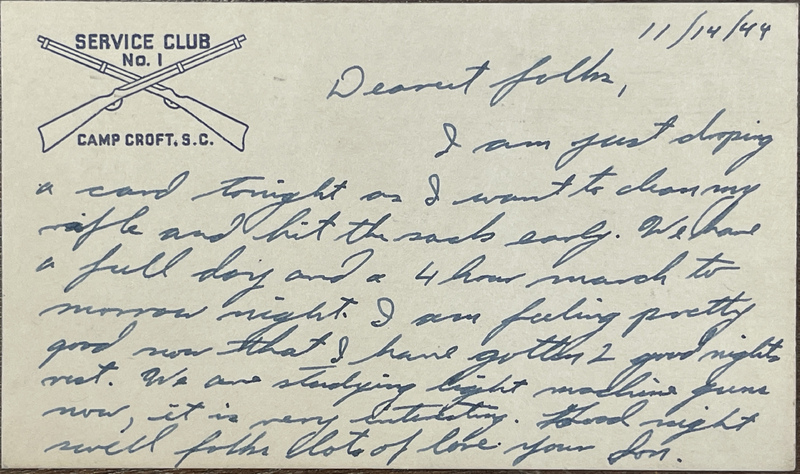 SERVICE CLUB
No. 1
CAMP CROFT, S.C.
11/14/44
Dearest folks,
I am just droping
a card tonight as I want to clean my
rifle and hit the sack early. We have
a full day and a 4 hour march to
morrow night. I am feeling pretty
good now that I have gotten 2 good nights
rest. We are studying light machine guns
now, it is very interesting. Good night
swell folks lots of love your Son.